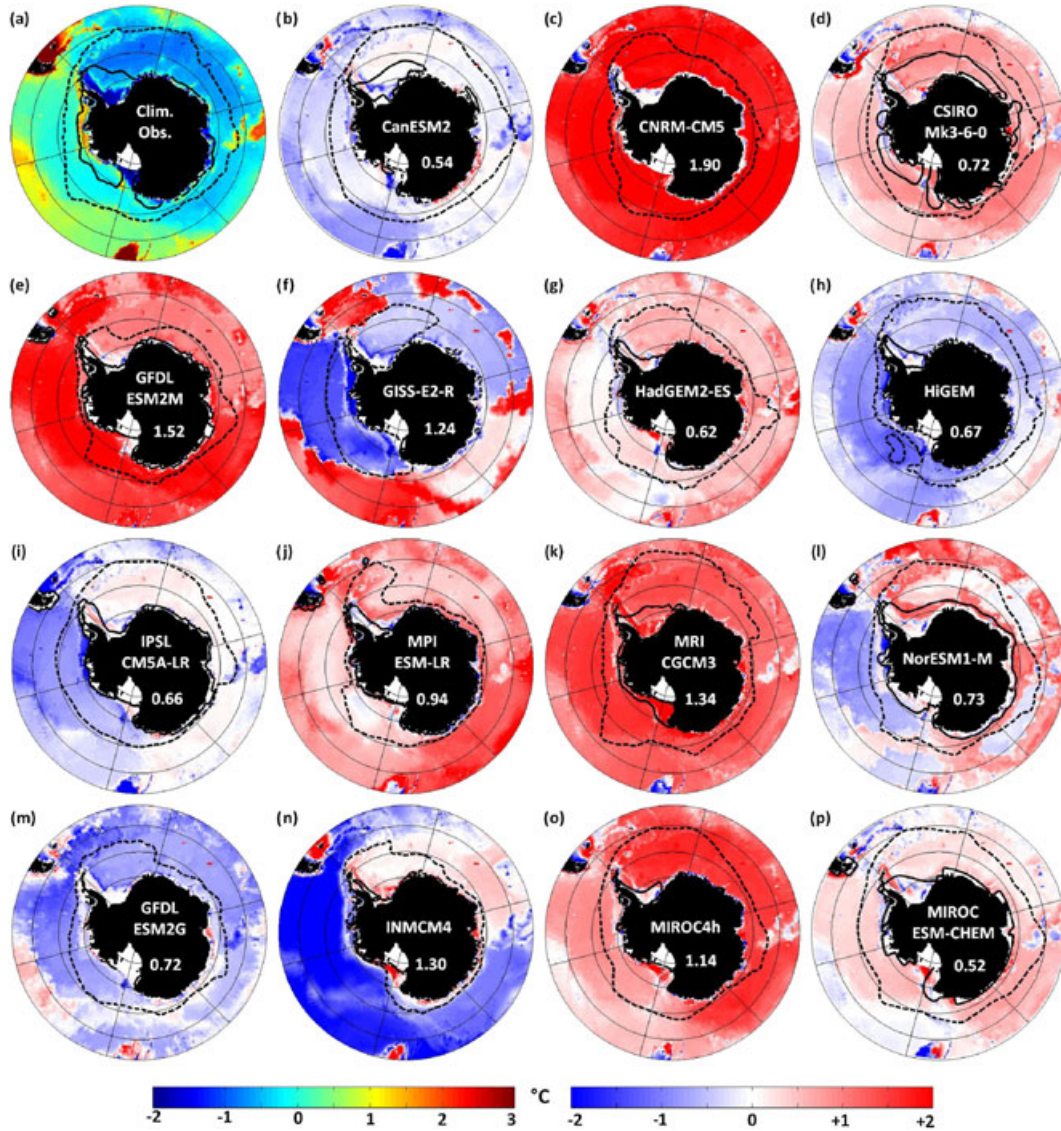 (a) (b) (c) (d)
Clim.
Obs.
CanESM2
0.54
CNRM-CM5
1.90
CSIRO
Mk3-6-0
0.72
(e) (f) (g) (h)
GFDL
ESM2M
1.52
GISS-E2-R
1.24
HadGEM2-ES
0.62
HiGEM
0.67
(i) (j) (k) (l)
IPSL
CM5A-LR
0.66
MPI
ESM-LR
0.94
MRI
CGCM3
1.34
NorESM1-M
0.73
(m) (n) (o) (p)
GFDL
ESM2G
0.72
INMCM4
1.30
MIROC4h
1.14
MIROC
ESM-CHEM
0.52
-2 -1 0 1 2 3 °C -2 -1 0 +1 +2